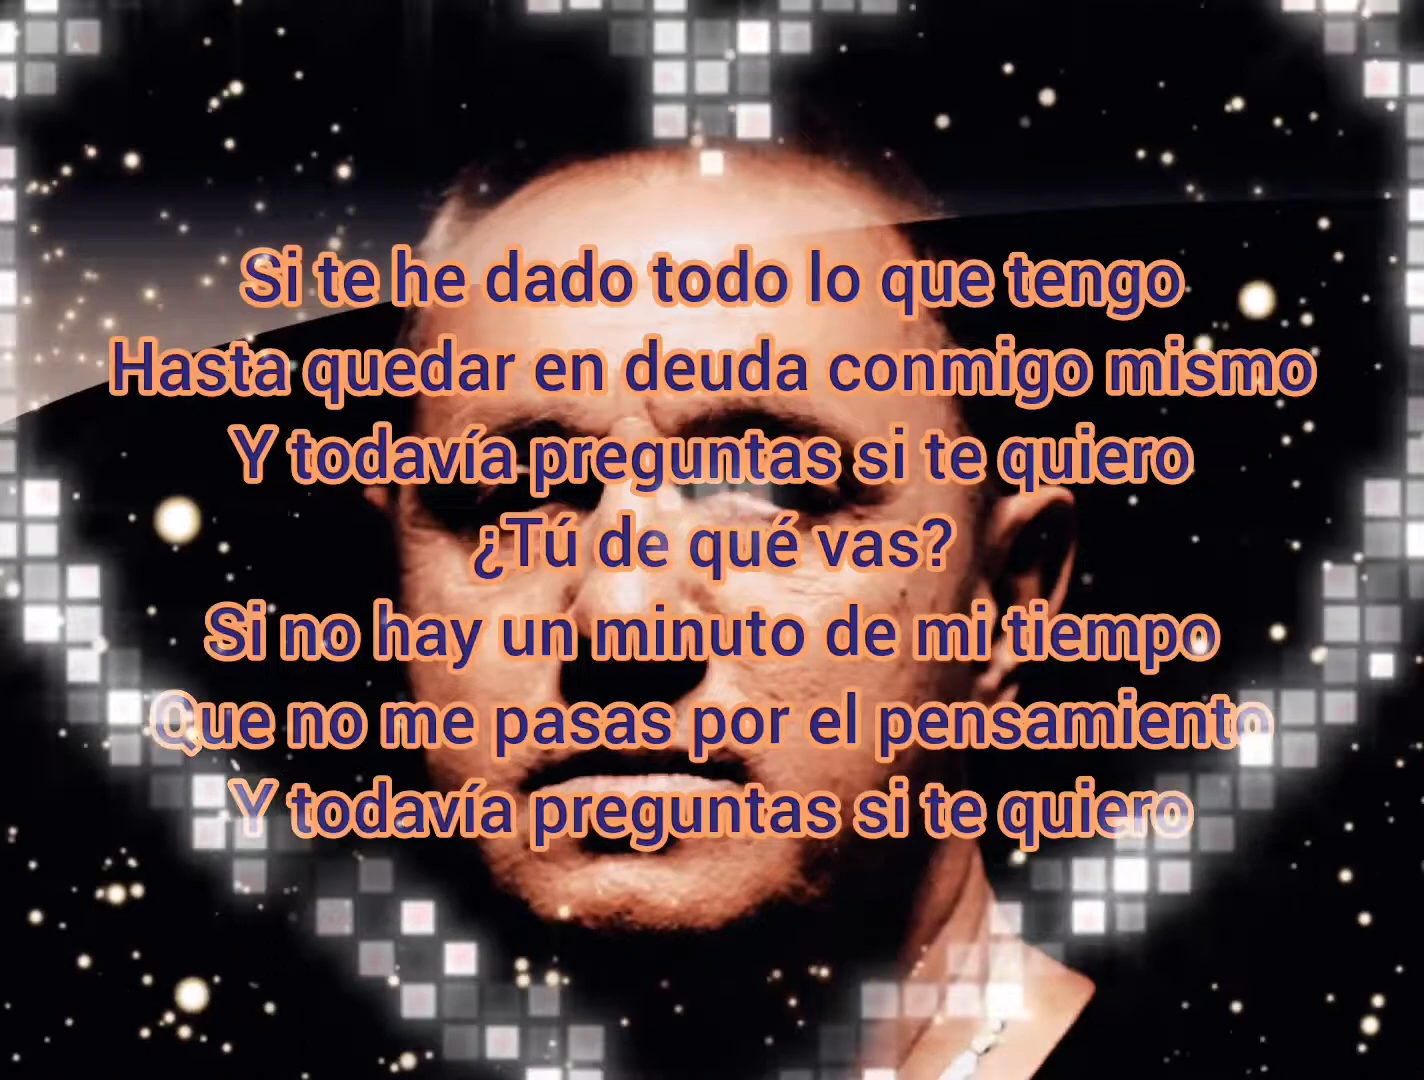 Si te he dado todo lo que tengo
Hasta quedar en deuda conmigo mismo
Y todavía preguntas si te quiero
¿Tú de qué vas?
Si no hay un minuto de mi tiempo
Que no me pasas por el pensamiento
Y todavía preguntas si te quiero